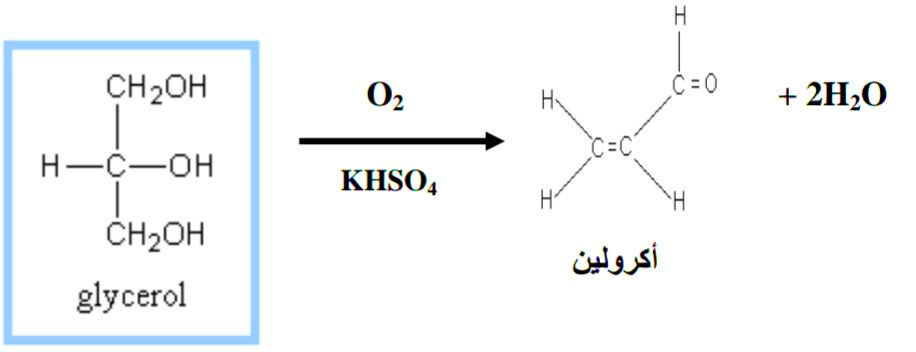 CH₂OH
H—C—OH
CH₂OH
glycerol
O₂
KHSO₄
H
C=O
H
C=C
H
H
أكرولين
+ 2H₂O